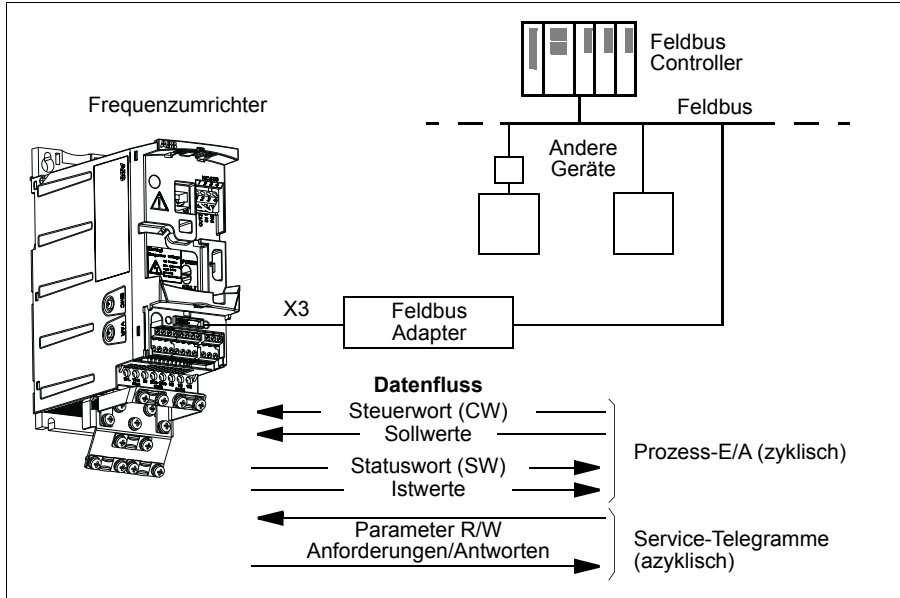 Feldbus
Controller
Frequenzumrichter
Feldbus
Andere
Geräte
ABB
X3
Feldbus
Adapter
Datenfluss
Steuerwort (CW)
Sollwerte
Statuswort (SW)
Istwerte
Prozess-E/A (zyklisch)
Parameter R/W
Anforderungen/Antworten
Service-Telegramme
(azyklisch)